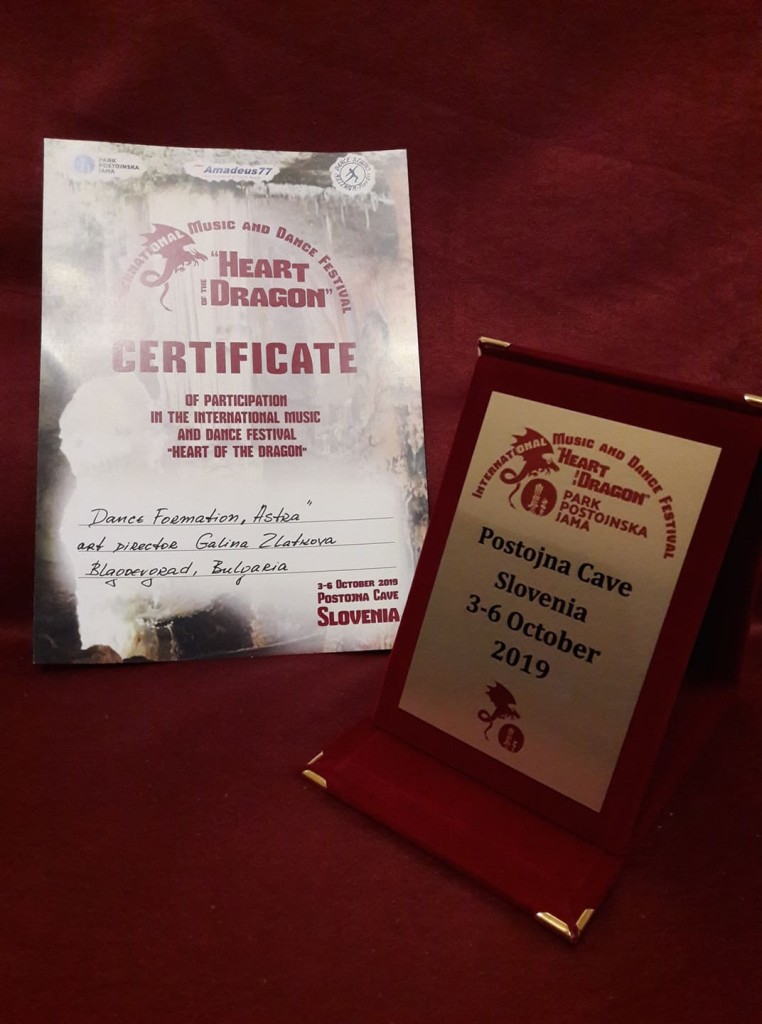 PARK
POSTOJNSKA
JAMA
Amadeus77
INTERNATIONAL MUSIC AND DANCE FESTIVAL
"HEART
OF THE DRAGON"
CERTIFICATE
OF PARTICIPATION
IN THE INTERNATIONAL MUSIC
AND DANCE FESTIVAL
"HEART OF THE DRAGON"
Dance Formation „Astra"
art director Galina Zlatkova
Blagoevgrad, Bulgaria
3-6 October 2019
Postojna Cave
Slovenia
INTERNATIONAL MUSIC AND DANCE FESTIVAL
"HEART
OF THE DRAGON"
PARK
POSTOJNSKA
JAMA
Postojna Cave
Slovenia
3-6 October
2019